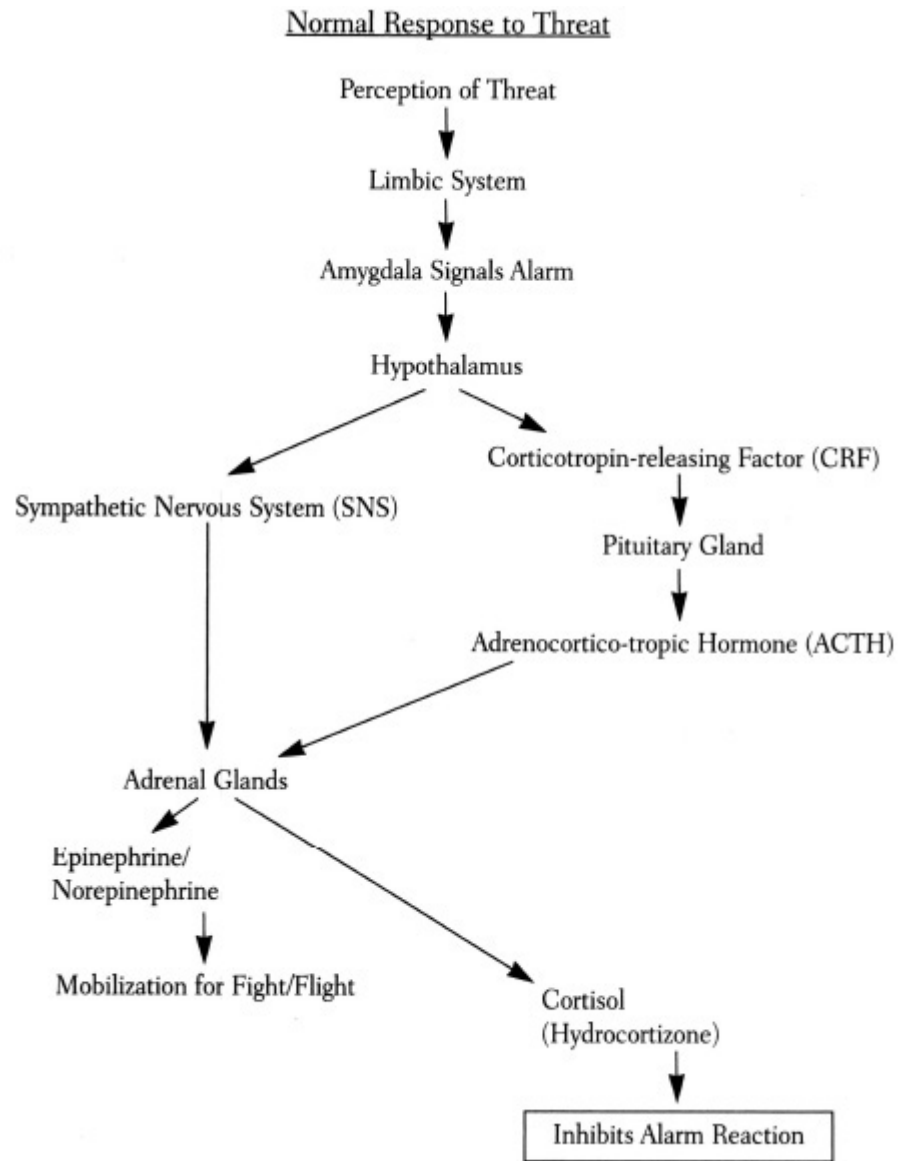 Normal Response to Threat
Perception of Threat
Limbic System
Amygdala Signals Alarm
Hypothalamus
Corticotropin-releasing Factor (CRF)
Sympathetic Nervous System (SNS)
Pituitary Gland
Adrenocortico-tropic Hormone (ACTH)
Adrenal Glands
Epinephrine/
Norepinephrine
Mobilization for Fight/Flight
Cortisol
(Hydrocortizone)
Inhibits Alarm Reaction